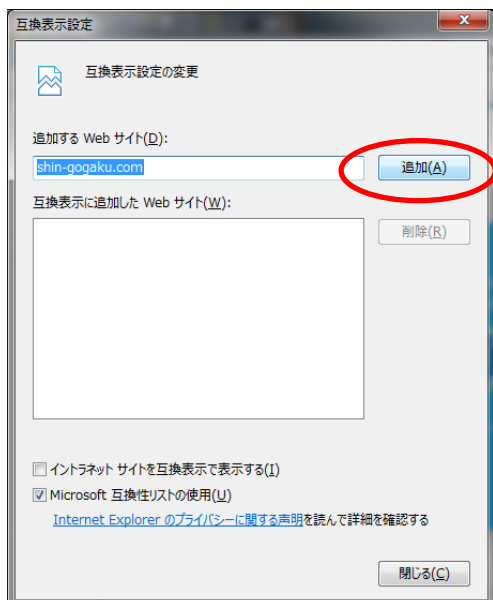 互換表示設定
互換表示設定の変更
追加する Web サイト(D):
shin-gogaku.com
追加(A)
互換表示に追加した Web サイト(W):
削除(R)
イントラネット サイトを互換表示で表示する(I)
Microsoft 互換性リストの使用(U)
Internet Explorer のプライバシーに関する声明を読んで詳細を確認する
閉じる(C)